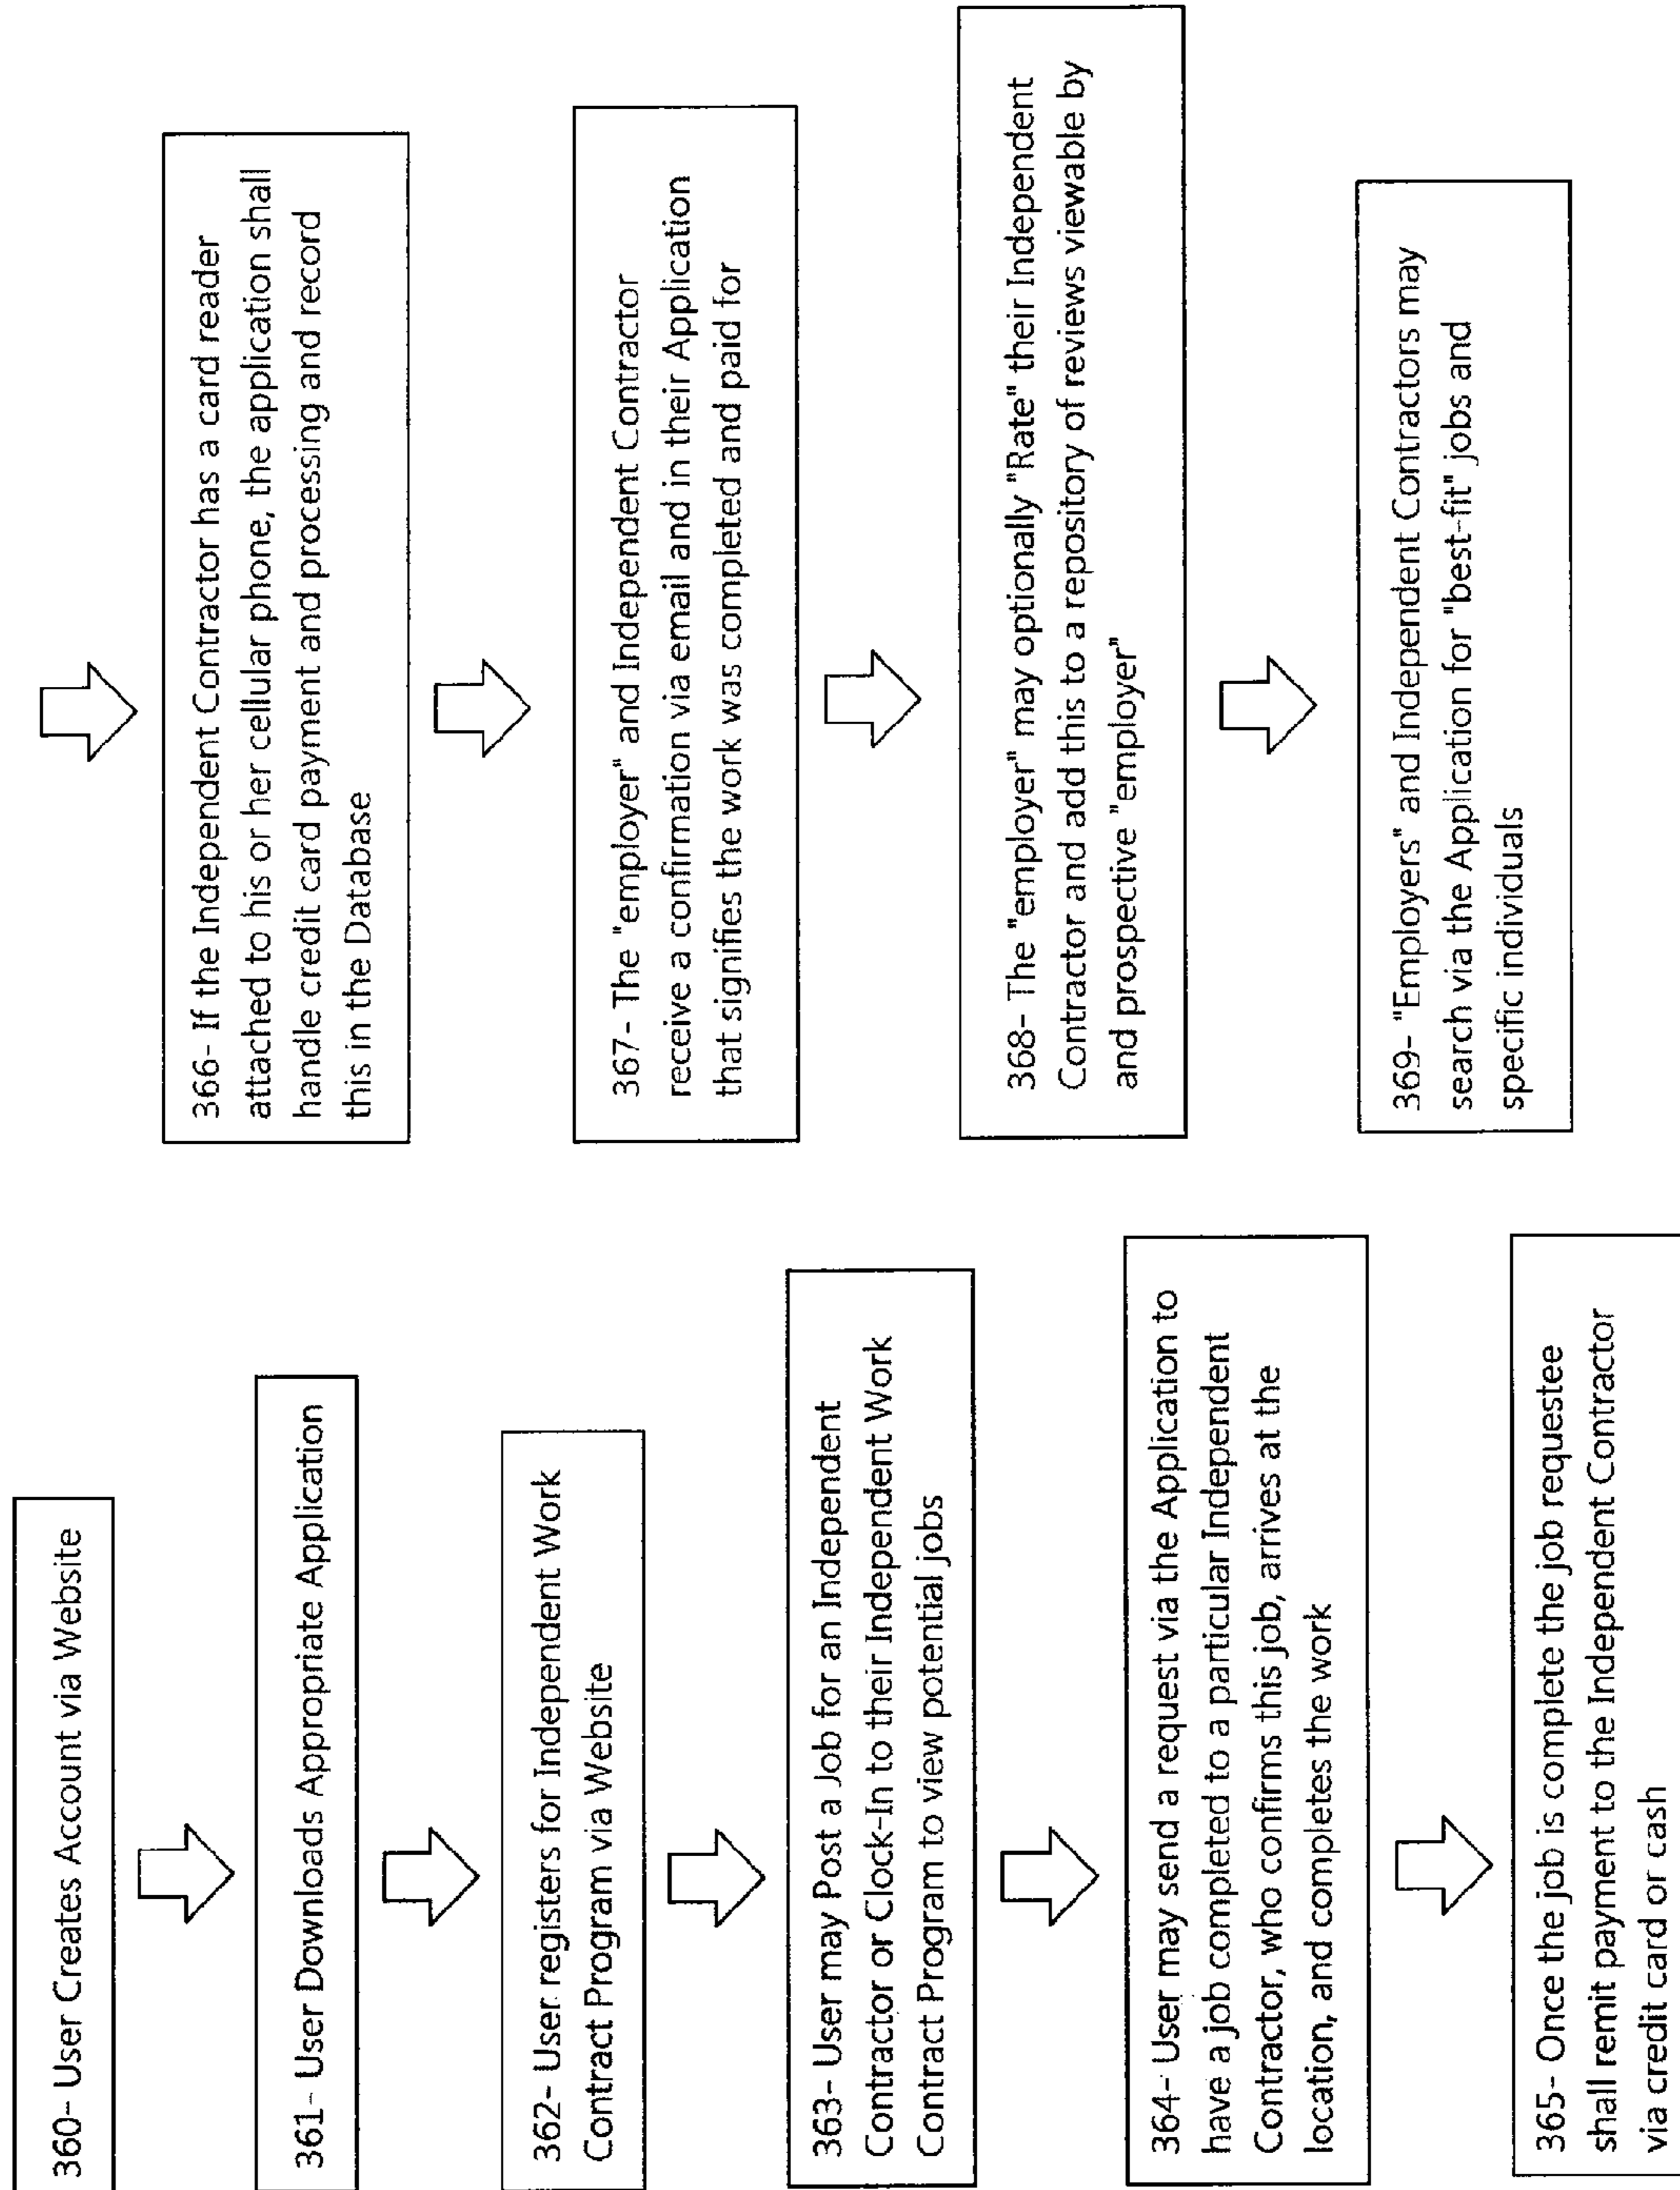 360- User Creates Account via Website
361- User Downloads Appropriate Application
362- User registers for Independent Work
Contract Program via Website
363- User may Post a Job for an Independent
Contractor or Clock-In to their Independent Work
Contract Program to view potential jobs
364- User may send a request via the Application to
have a job completed to a particular Independent
Contractor, who confirms this job, arrives at the
location, and completes the work
365- Once the job is complete the job requestee
shall remit payment to the Independent Contractor
via credit card or cash
366- If the Independent Contractor has a card reader
attached to his or her cellular phone, the application shall
handle credit card payment and processing and record
this in the Database
367- The "employer" and Independent Contractor
receive a confirmation via email and in their Application
that signifies the work was completed and paid for
368- The "employer" may optionally "Rate" their Independent
Contractor and add this to a repository of reviews viewable by
and prospective "employer"
369- "Employers" and Independent Contractors may
search via the Application for "best-fit" jobs and
specific individuals